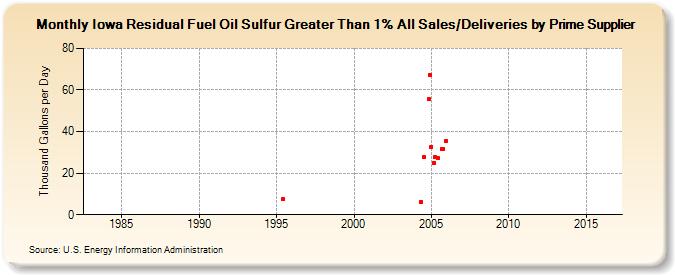 Monthly Iowa Residual Fuel Oil Sulfur Greater Than 1% All Sales/Deliveries by Prime Supplier
Thousand Gallons per Day
80
60
40
20
0
1985 1990 1995 2000 2005 2010 2015
Source: U.S. Energy Information Administration